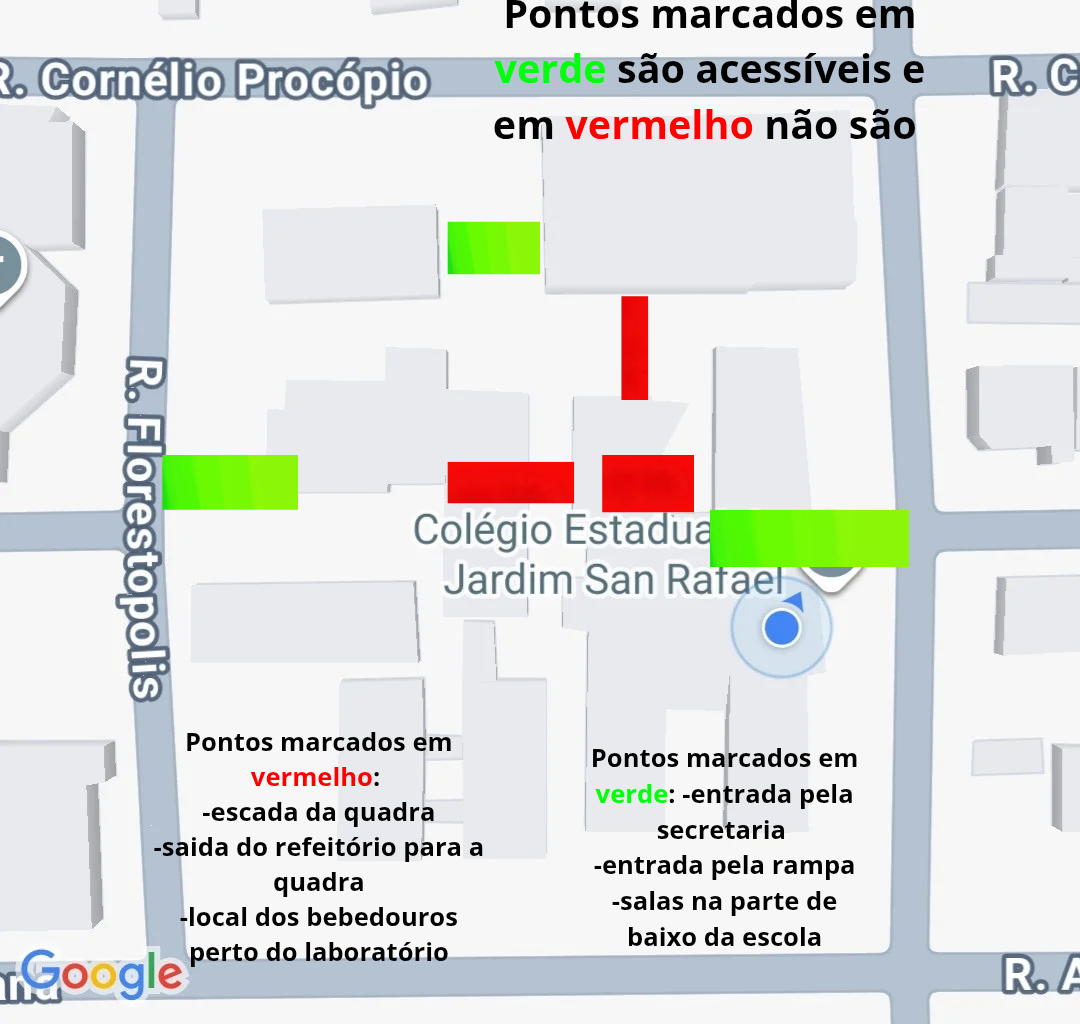 Pontos marcados em
verde são acessíveis e
em vermelho não são
R. Cornélio Procópio
R. C
R. Florestopolis
Colégio Estadua
Jardim San Rafael
Pontos marcados em
vermelho:
-escada da quadra
-saida do refeitório para a
quadra
-local dos bebedouros
perto do laboratório
Pontos marcados em
verde: -entrada pela
secretaria
-entrada pela rampa
-salas na parte de
baixo da escola
Google
R. A